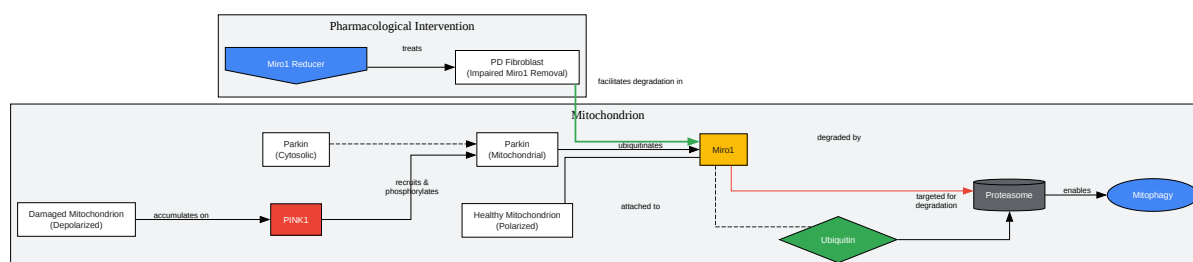 Pharmacological Intervention
Miro1 Reducer
treats
PD Fibroblast
(Impaired Miro1 Removal)
facilitates degradation in
Mitochondrion
Parkin
(Cytosolic)
Parkin
(Mitochondrial)
ubiquitinates
Miro1
degraded by
recruits &
phosphorylates
Damaged Mitochondrion
(Depolarized)
accumulates on
PINK1
Healthy Mitochondrion
(Polarized)
attached to
targeted for
degradation
Proteasome
enables
Mitophagy
Ubiquitin